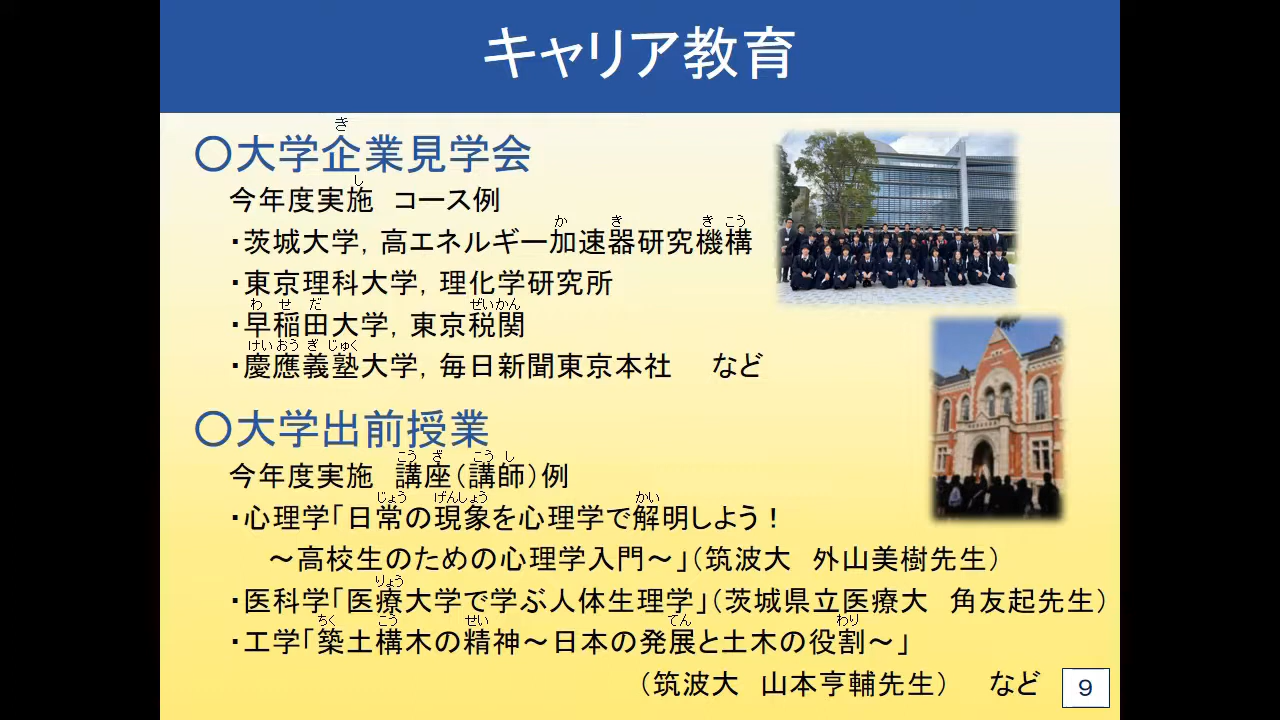 キャリア教育
○大学企業見学会
今年度実施　コース例
・茨城大学，高エネルギー加速器研究機構
・東京理科大学，理化学研究所
・早稲田大学，東京税関
・慶應義塾大学，毎日新聞東京本社　など
○大学出前授業
今年度実施　講座（講師）例
・心理学「日常の現象を心理学で解明しよう！
～高校生のための心理学入門～」（筑波大　外山美樹先生）
・医科学「医療大学で学ぶ人体生理学」（茨城県立医療大　角友起先生）
・工学「築土構木の精神～日本の発展と土木の役割～」
（筑波大　山本亨輔先生）　など
9